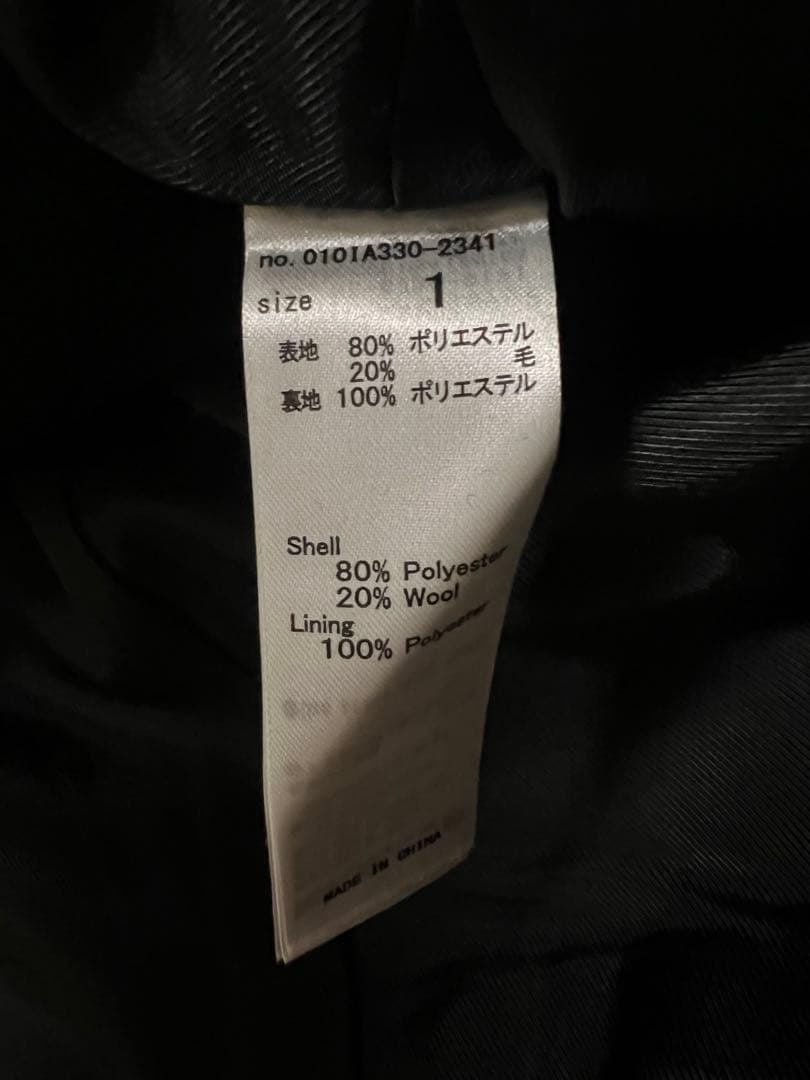 no. 010IA330-2341
size 1
表地 80% ポリエステル
20% 毛
裏地 100% ポリエステル
Shell
80% Polyester
20% Wool
Lining
100% Polyester
MADE IN CHINA